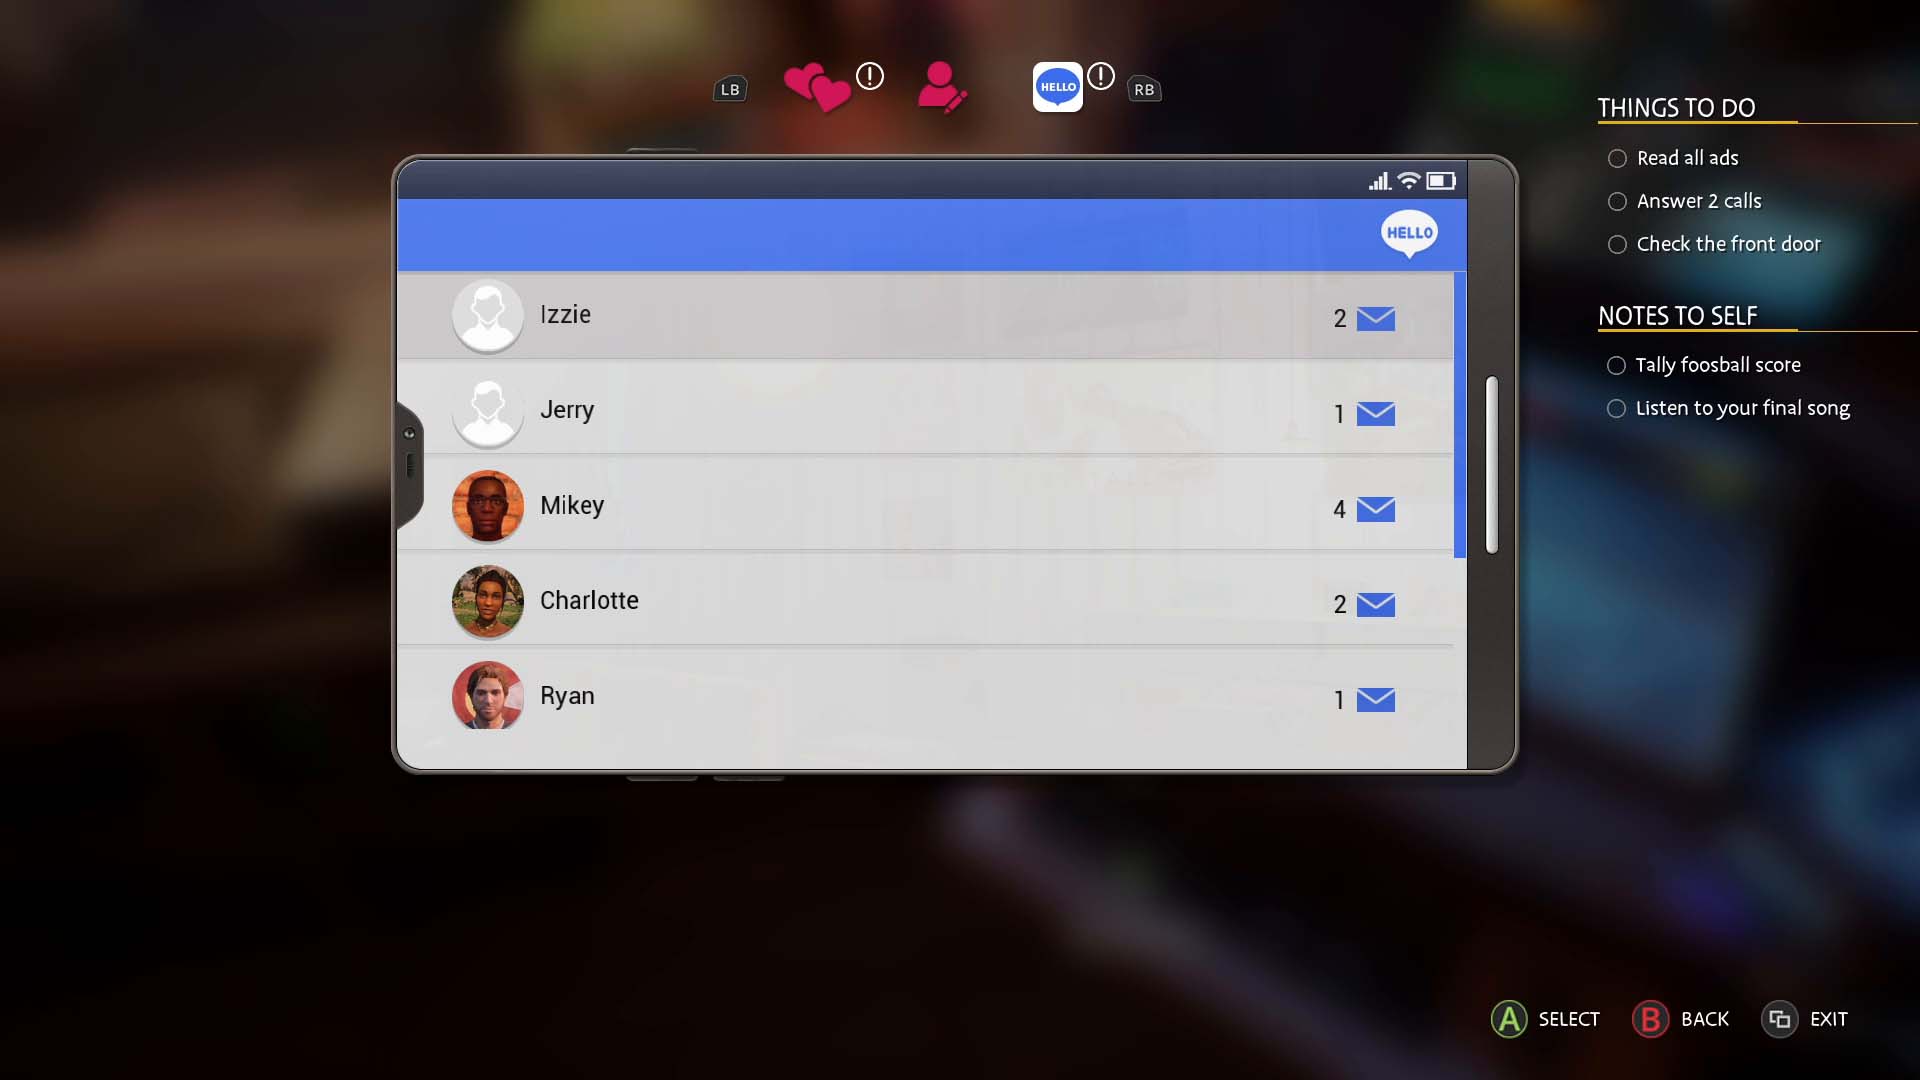 LB
HELLO
RB
THINGS TO DO
Read all ads
Answer 2 calls
Check the front door
NOTES TO SELF
Tally foosball score
Listen to your final song
HELLO
Izzie 2
Jerry 1
Mikey 4
Charlotte 2
Ryan 1
A SELECT B BACK EXIT